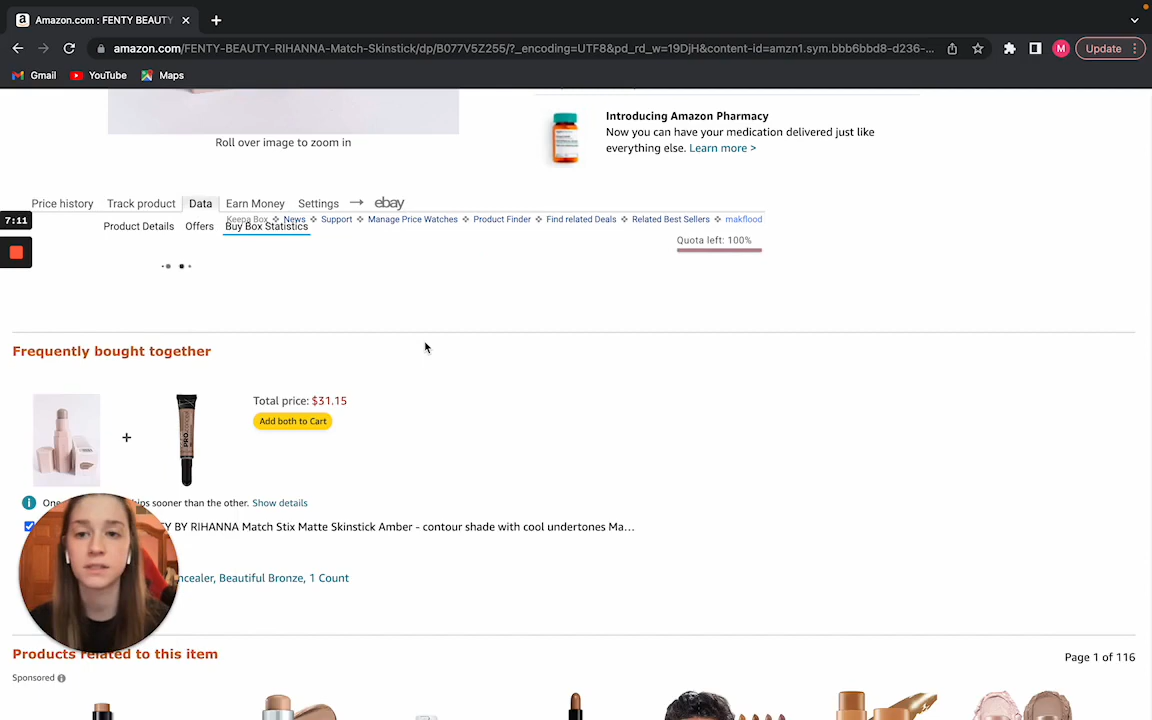 Amazon.com : FENTY BEAUTY
amazon.com/FENTY-BEAUTY-RIHANNA-Match-Skinstick/dp/B077V5Z255/?_encoding=UTF8&pd_rd_w=19DjH&content-id=amzn1.sym.bbb6bbd8-d236-...
M
Update
Gmail
YouTube
Maps
Roll over image to zoom in
Introducing Amazon Pharmacy
Now you can have your medication delivered just like
everything else. Learn more >
Price history
Track product
Data
Earn Money
Settings
ebay
Keepa Box
News
Support
Manage Price Watches
Product Finder
Find related Deals
Related Best Sellers
makflood
7:11
Product Details
Offers
Buy Box Statistics
Quota left: 100%
Frequently bought together
Total price: $31.15
+
Add both to Cart
PRO.conceal
One
ips sooner than the other. Show details
Y BY RIHANNA Match Stix Matte Skinstick Amber - contour shade with cool undertones Ma...
ncealer, Beautiful Bronze, 1 Count
Products related to this item
Page 1 of 116
Sponsored